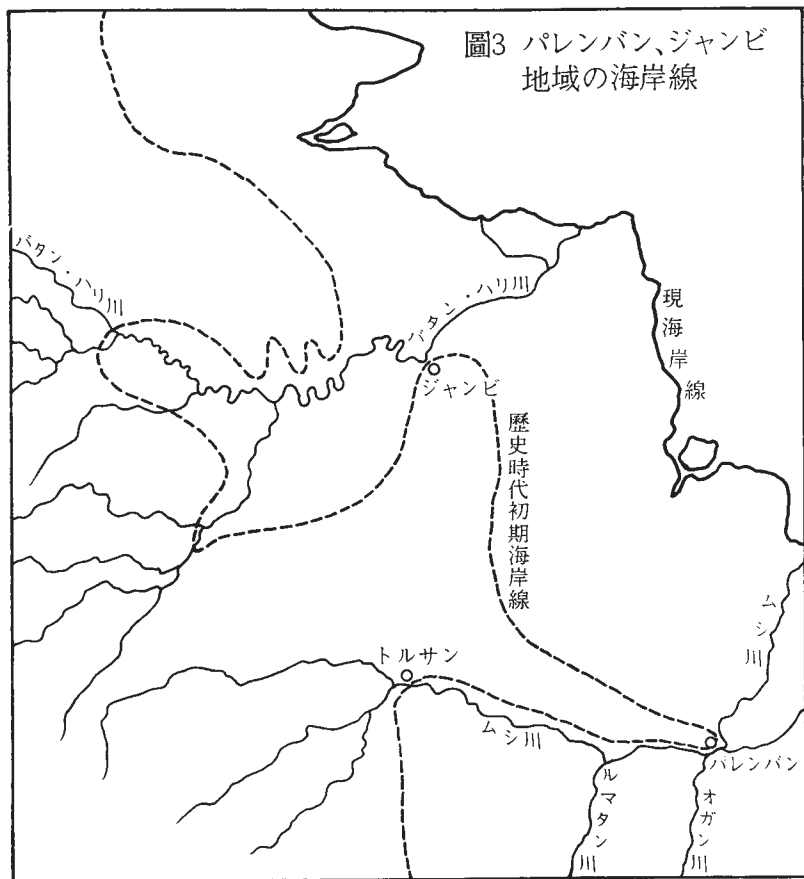 圖3 パレンバン、ジャンビ
地域の海岸線
バタン・ハリ川
バタン・ハリ川
現海岸線
ジャンビ
歷史時代初期海岸線
ムシ川
トルサン
ムシ川
パレンバン
ルマタン川
オガン川